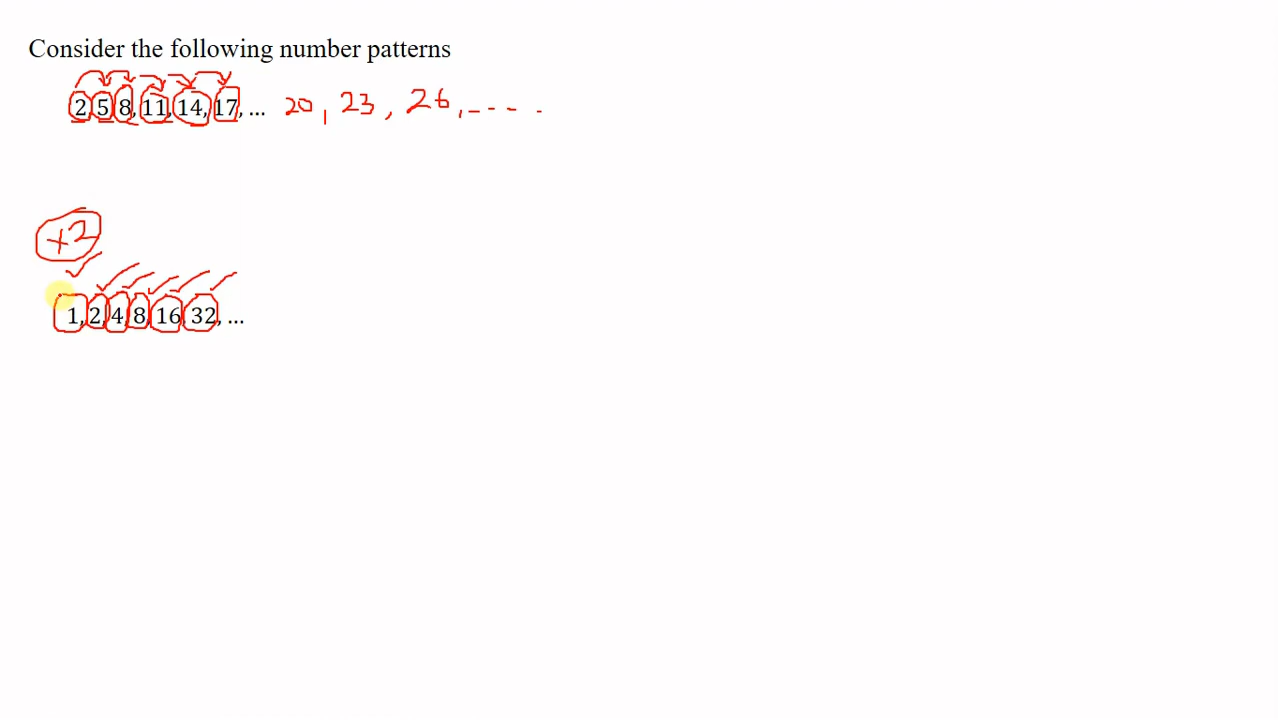 Consider the following number patterns
2,5,8,11,14,17,... 20, 23, 26, ....
+2
1,2,4,8,16,32,...